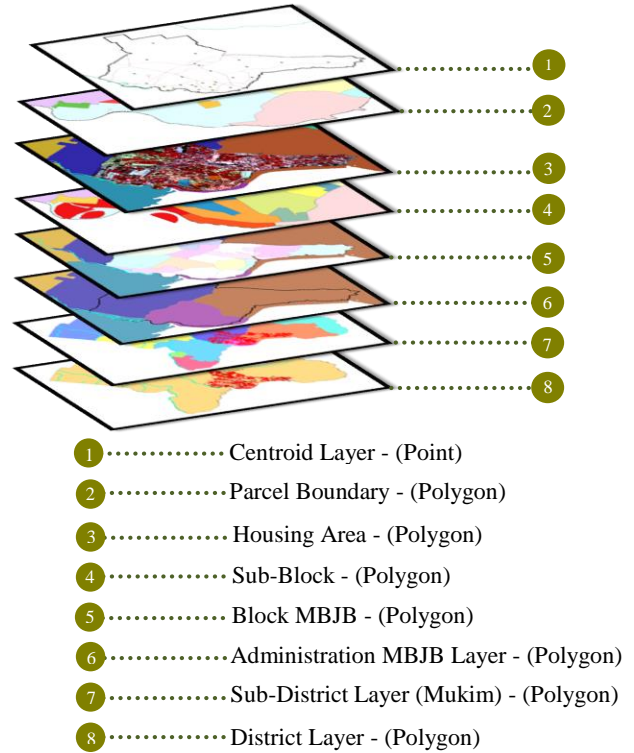 1
2
3
4
5
6
7
8
1 Centroid Layer - (Point)
2 Parcel Boundary - (Polygon)
3 Housing Area - (Polygon)
4 Sub-Block - (Polygon)
5 Block MBJB - (Polygon)
6 Administration MBJB Layer - (Polygon)
7 Sub-District Layer (Mukim) - (Polygon)
8 District Layer - (Polygon)